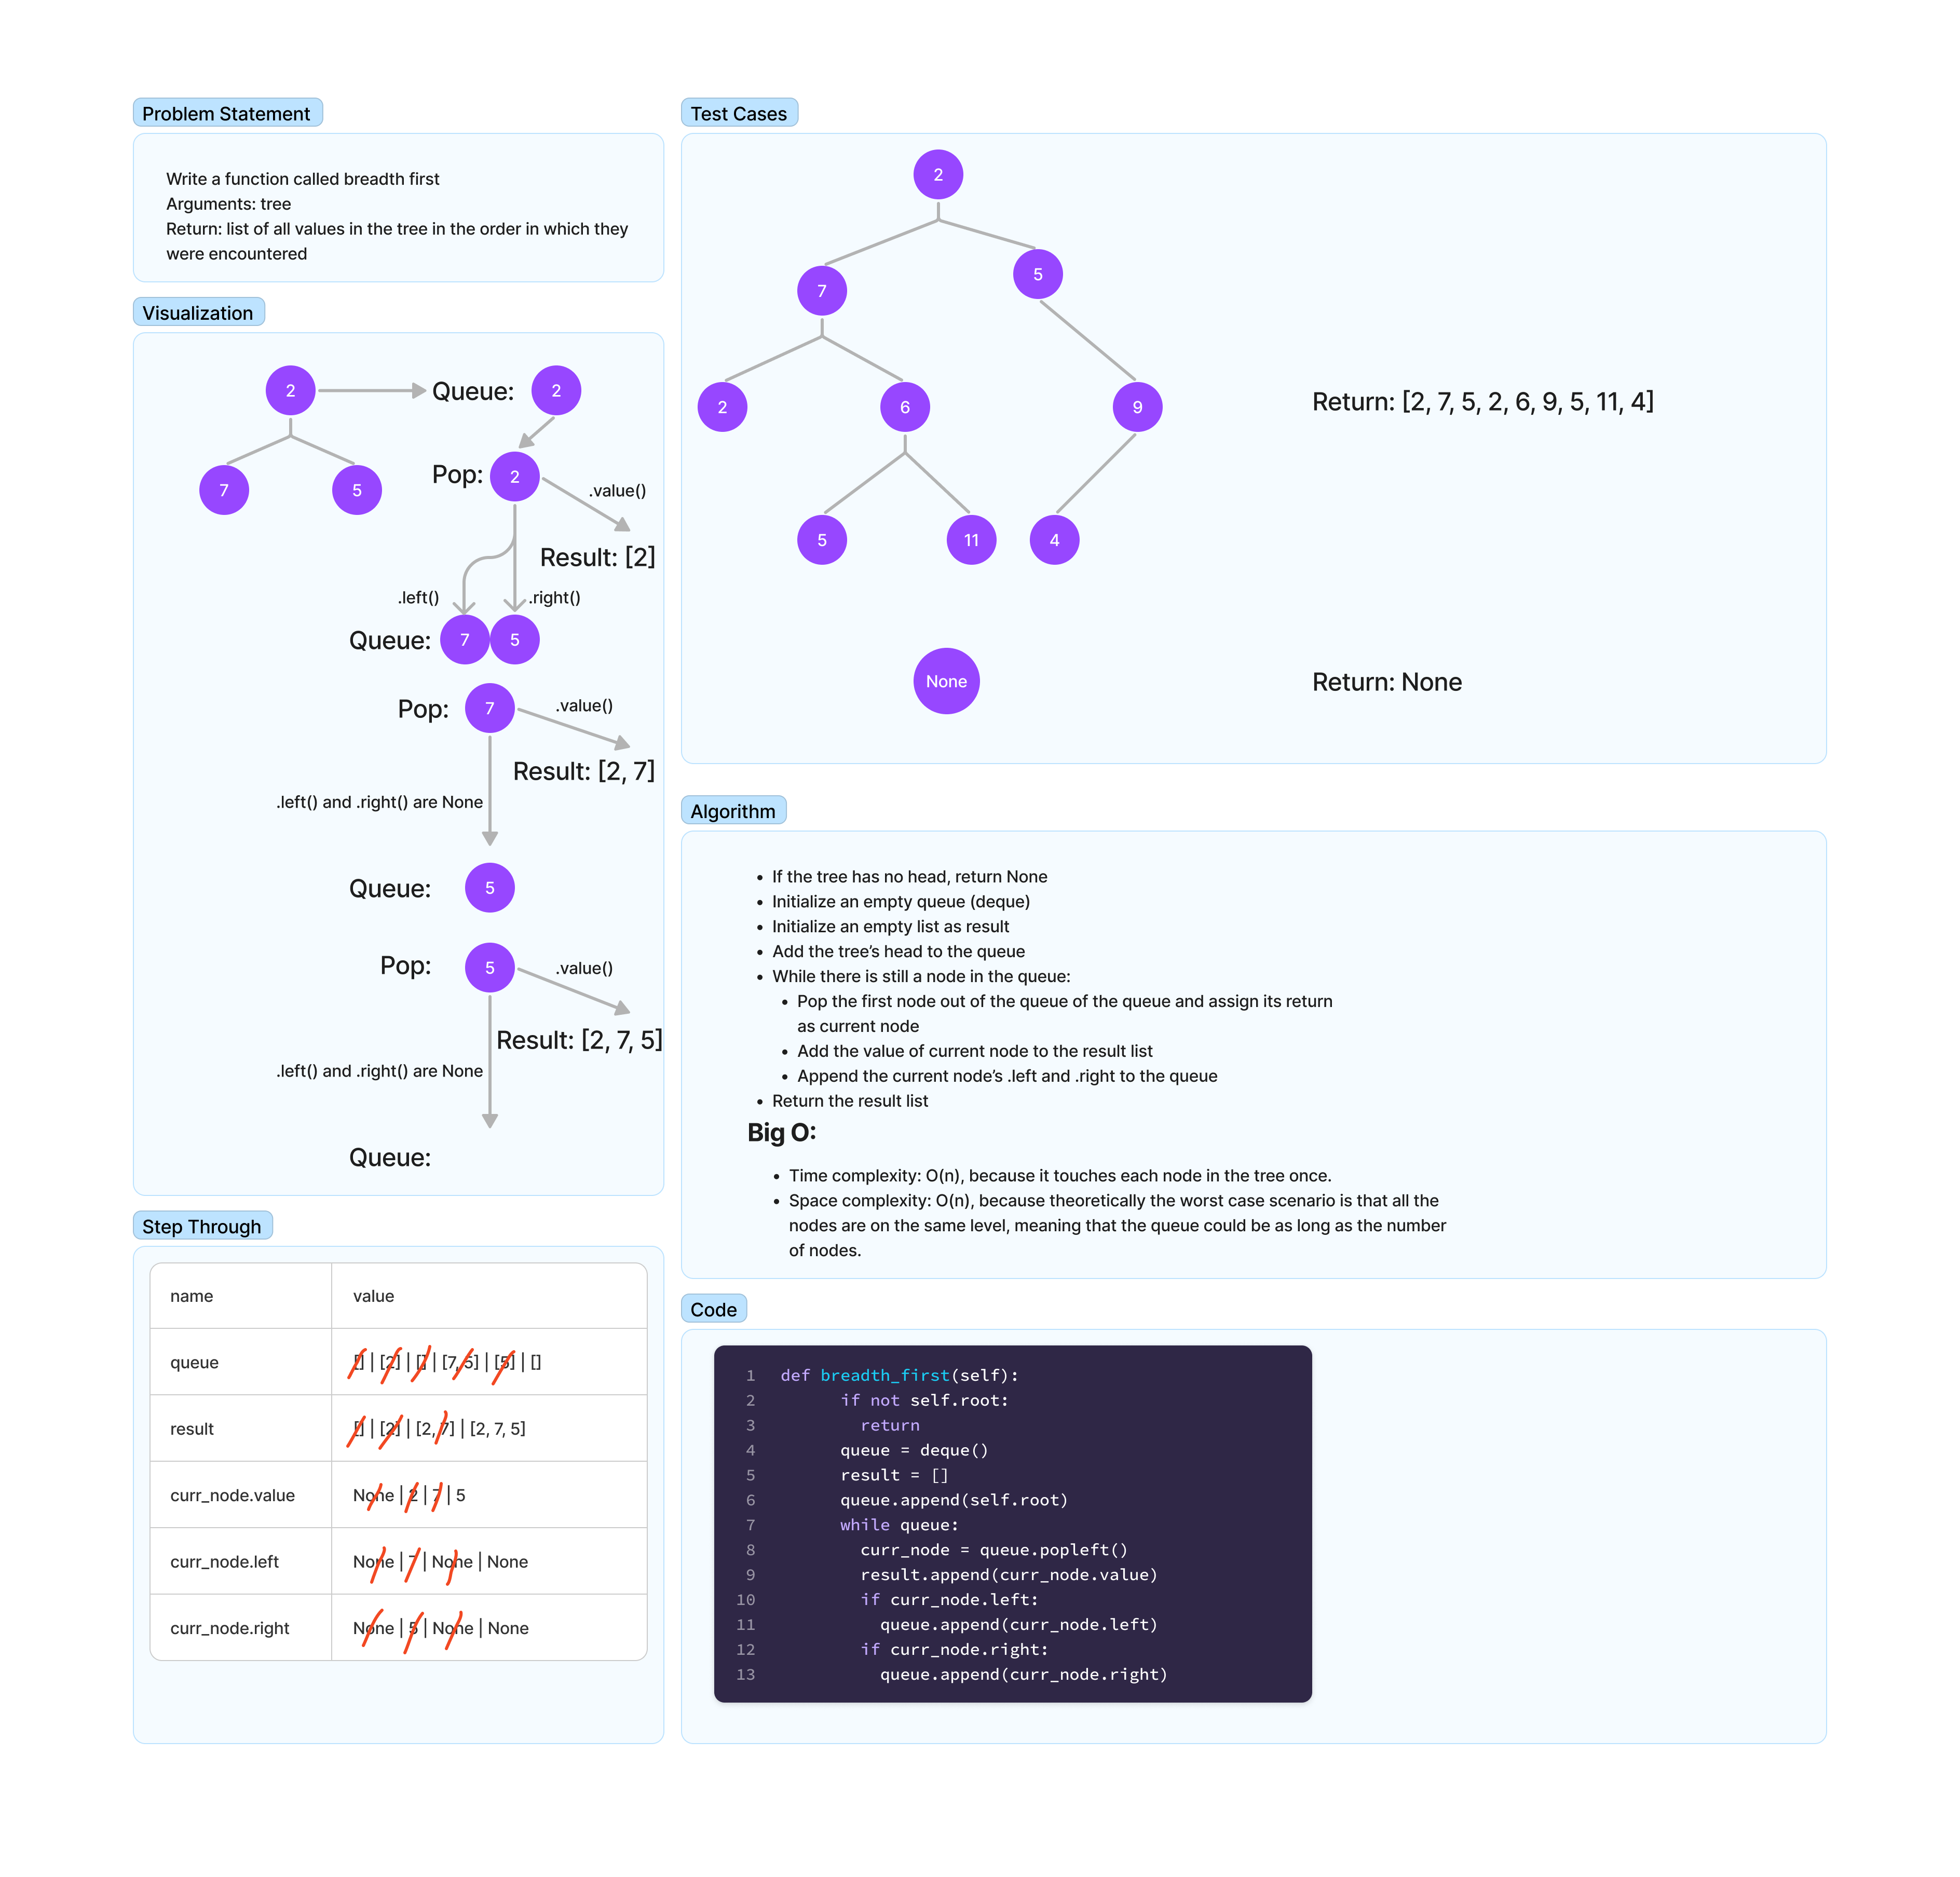 Problem Statement
Write a function called breadth first
Arguments: tree
Return: list of all values in the tree in the order in which they
were encountered
Visualization
2
Queue:
2
7
5
Pop:
2
.value()
Result: [2]
.left()
.right()
Queue:
7
5
Pop:
7
.value()
Result: [2, 7]
.left() and .right() are None
Queue:
5
Pop:
5
.value()
Result: [2, 7, 5]
.left() and .right() are None
Queue:
Step Through
name
value
queue
[] | [2] | [] | [7, 5] | [5] | []
result
[] | [2] | [2, 7] | [2, 7, 5]
curr_node.value
None | 2 | 7 | 5
curr_node.left
None | 7 | None | None
curr_node.right
None | 5 | None | None
Test Cases
2
7
5
2
6
9
5
11
4
Return: [2, 7, 5, 2, 6, 9, 5, 11, 4]
None
Return: None
Algorithm
• If the tree has no head, return None
• Initialize an empty queue (deque)
• Initialize an empty list as result
• Add the tree’s head to the queue
• While there is still a node in the queue:
• Pop the first node out of the queue of the queue and assign its return
as current node
• Add the value of current node to the result list
• Append the current node’s .left and .right to the queue
• Return the result list
Big O:
• Time complexity: O(n), because it touches each node in the tree once.
• Space complexity: O(n), because theoretically the worst case scenario is that all the
nodes are on the same level, meaning that the queue could be as long as the number
of nodes.
Code
1 def breadth_first(self):
2 if not self.root:
3 return
4 queue = deque()
5 result = []
6 queue.append(self.root)
7 while queue:
8 curr_node = queue.popleft()
9 result.append(curr_node.value)
10 if curr_node.left:
11 queue.append(curr_node.left)
12 if curr_node.right:
13 queue.append(curr_node.right)